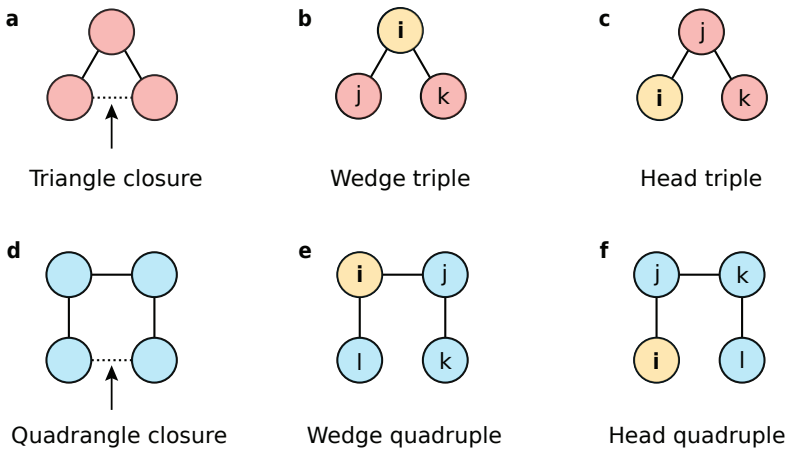 a
b
c
i
j
j
k
i
k
Triangle closure
Wedge triple
Head triple
d
e
f
i
j
j
k
l
k
i
l
Quadrangle closure
Wedge quadruple
Head quadruple